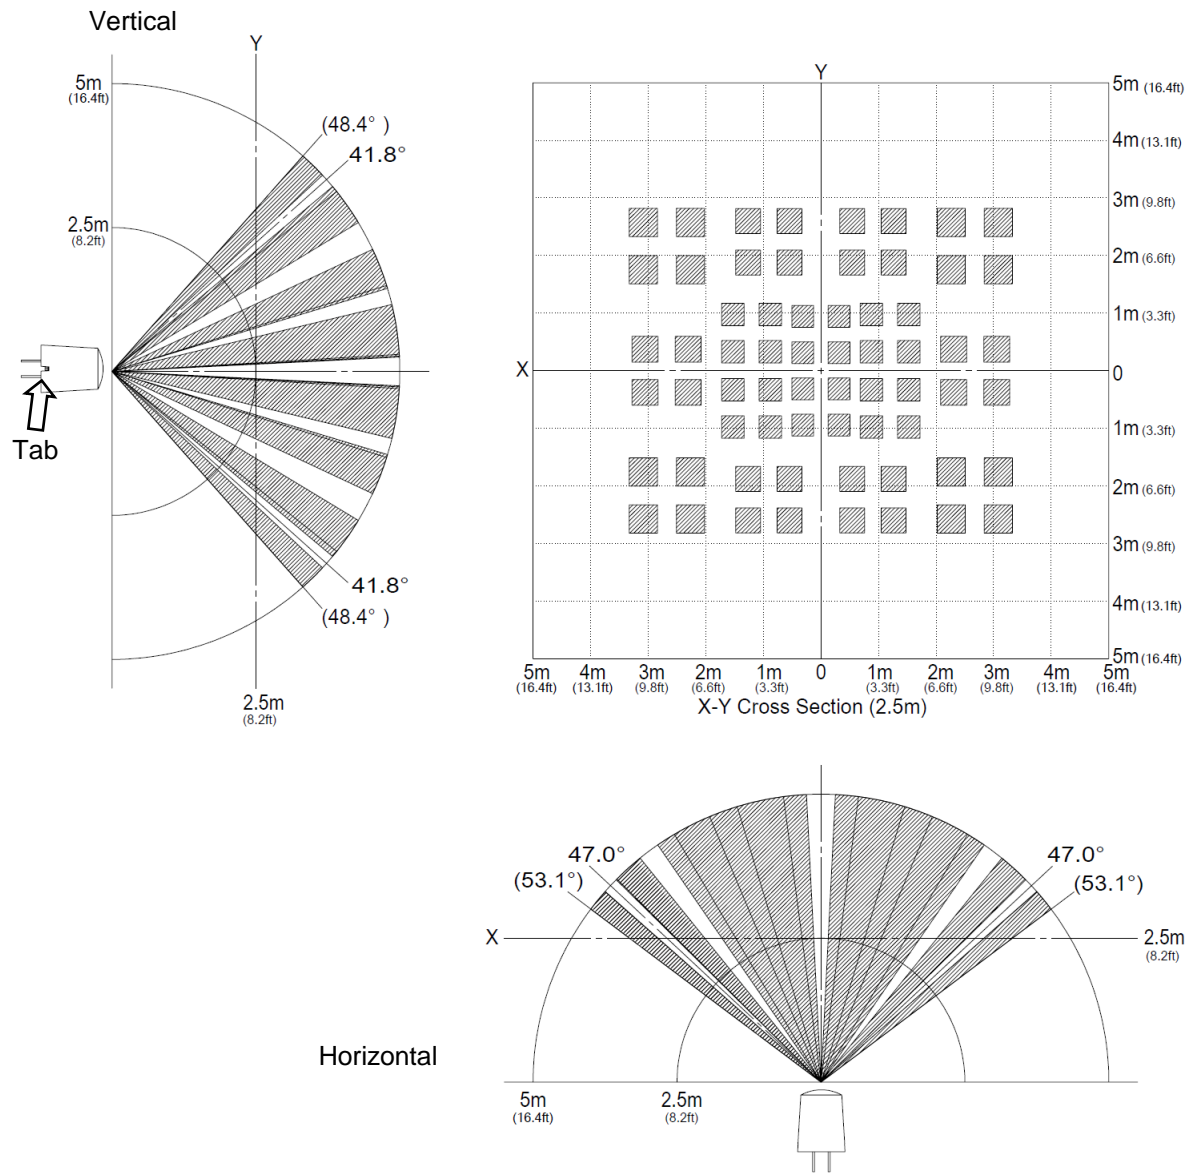 Vertical
Y
5m
(16.4ft)
(48.4° )
41.8°
2.5m
(8.2ft)
Tab
41.8°
(48.4° )
2.5m
(8.2ft)
Y
5m (16.4ft)
4m (13.1ft)
3m (9.8ft)
2m (6.6ft)
1m (3.3ft)
X
0
1m (3.3ft)
2m (6.6ft)
3m (9.8ft)
4m (13.1ft)
5m (16.4ft)
5m 4m 3m 2m 1m 0 1m 2m 3m 4m 5m
(16.4ft) (13.1ft) (9.8ft) (6.6ft) (3.3ft) (3.3ft) (6.6ft) (9.8ft) (13.1ft) (16.4ft)
X-Y Cross Section (2.5m)
47.0°
(53.1°)
47.0°
(53.1°)
X
2.5m
(8.2ft)
Horizontal
5m
(16.4ft)
2.5m
(8.2ft)